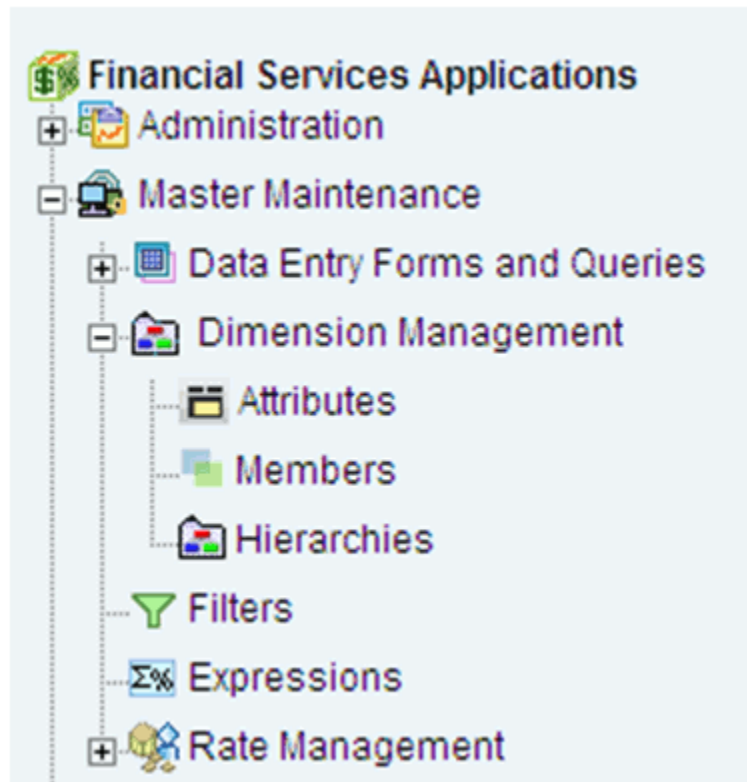 Financial Services Applications
Administration
Master Maintenance
Data Entry Forms and Queries
Dimension Management
Attributes
Members
Hierarchies
Filters
Expressions
Rate Management